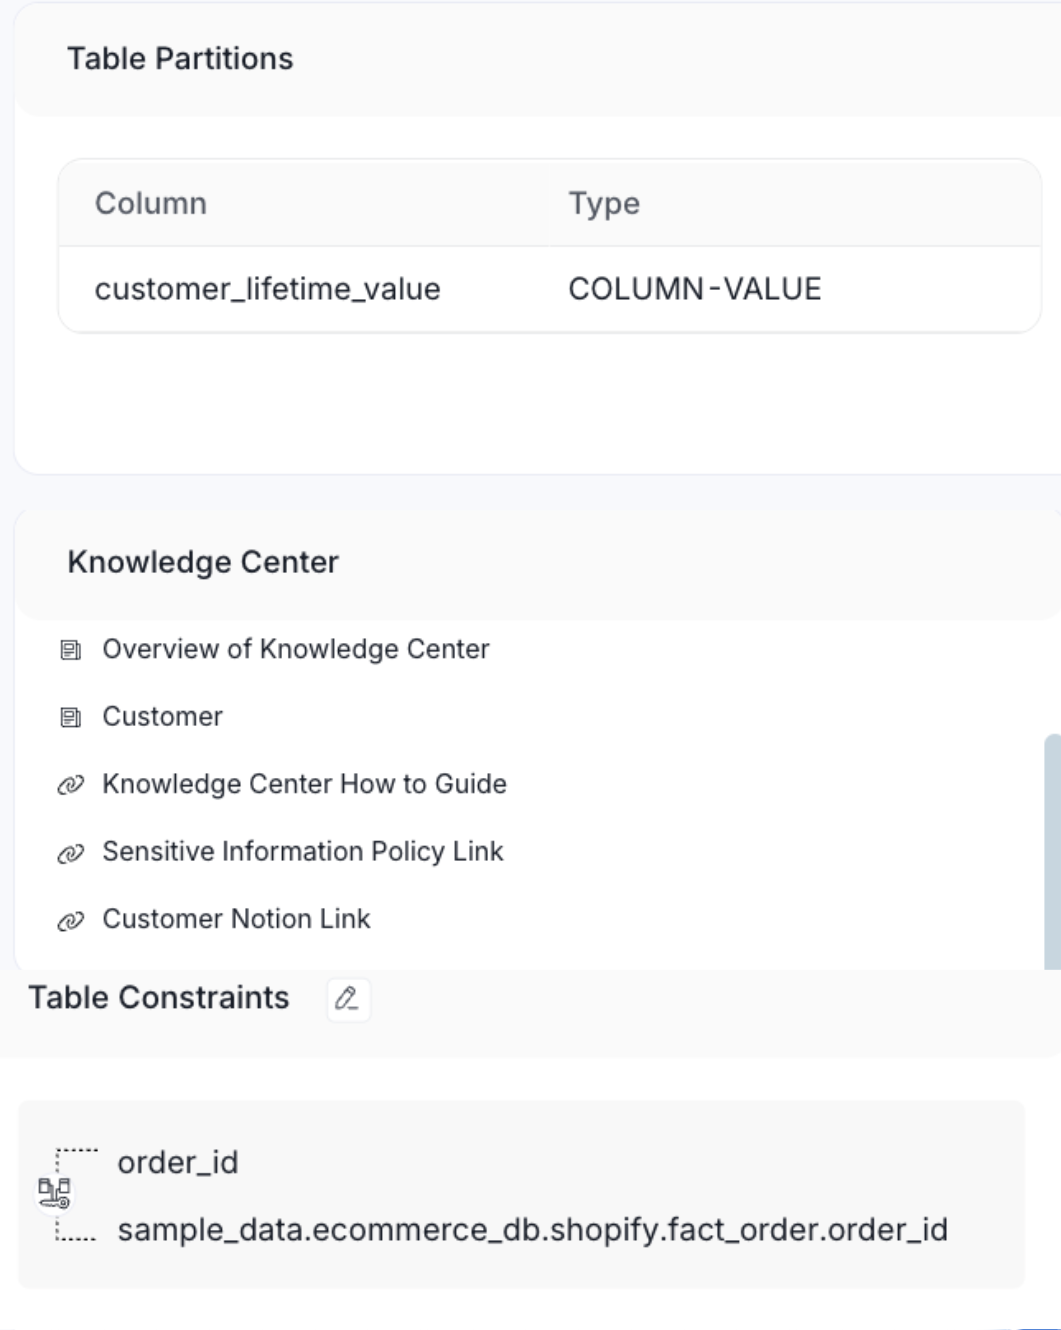 Table Partitions
Column Type
customer_lifetime_value COLUMN-VALUE
Knowledge Center
Overview of Knowledge Center
Customer
Knowledge Center How to Guide
Sensitive Information Policy Link
Customer Notion Link
Table Constraints
order_id
sample_data.ecommerce_db.shopify.fact_order.order_id